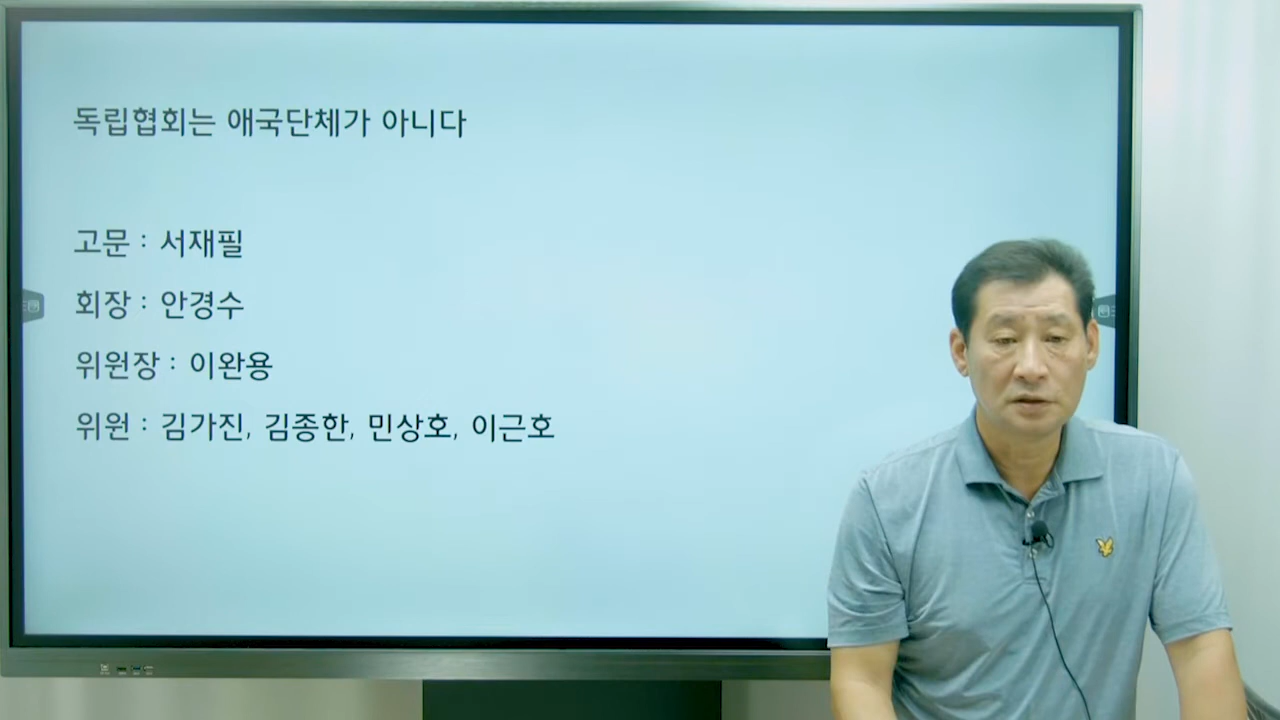 독립협회는 애국단체가 아니다
고문 : 서재필
회장 : 안경수
위원장 : 이완용
위원 : 김가진, 김종한, 민상호, 이근호